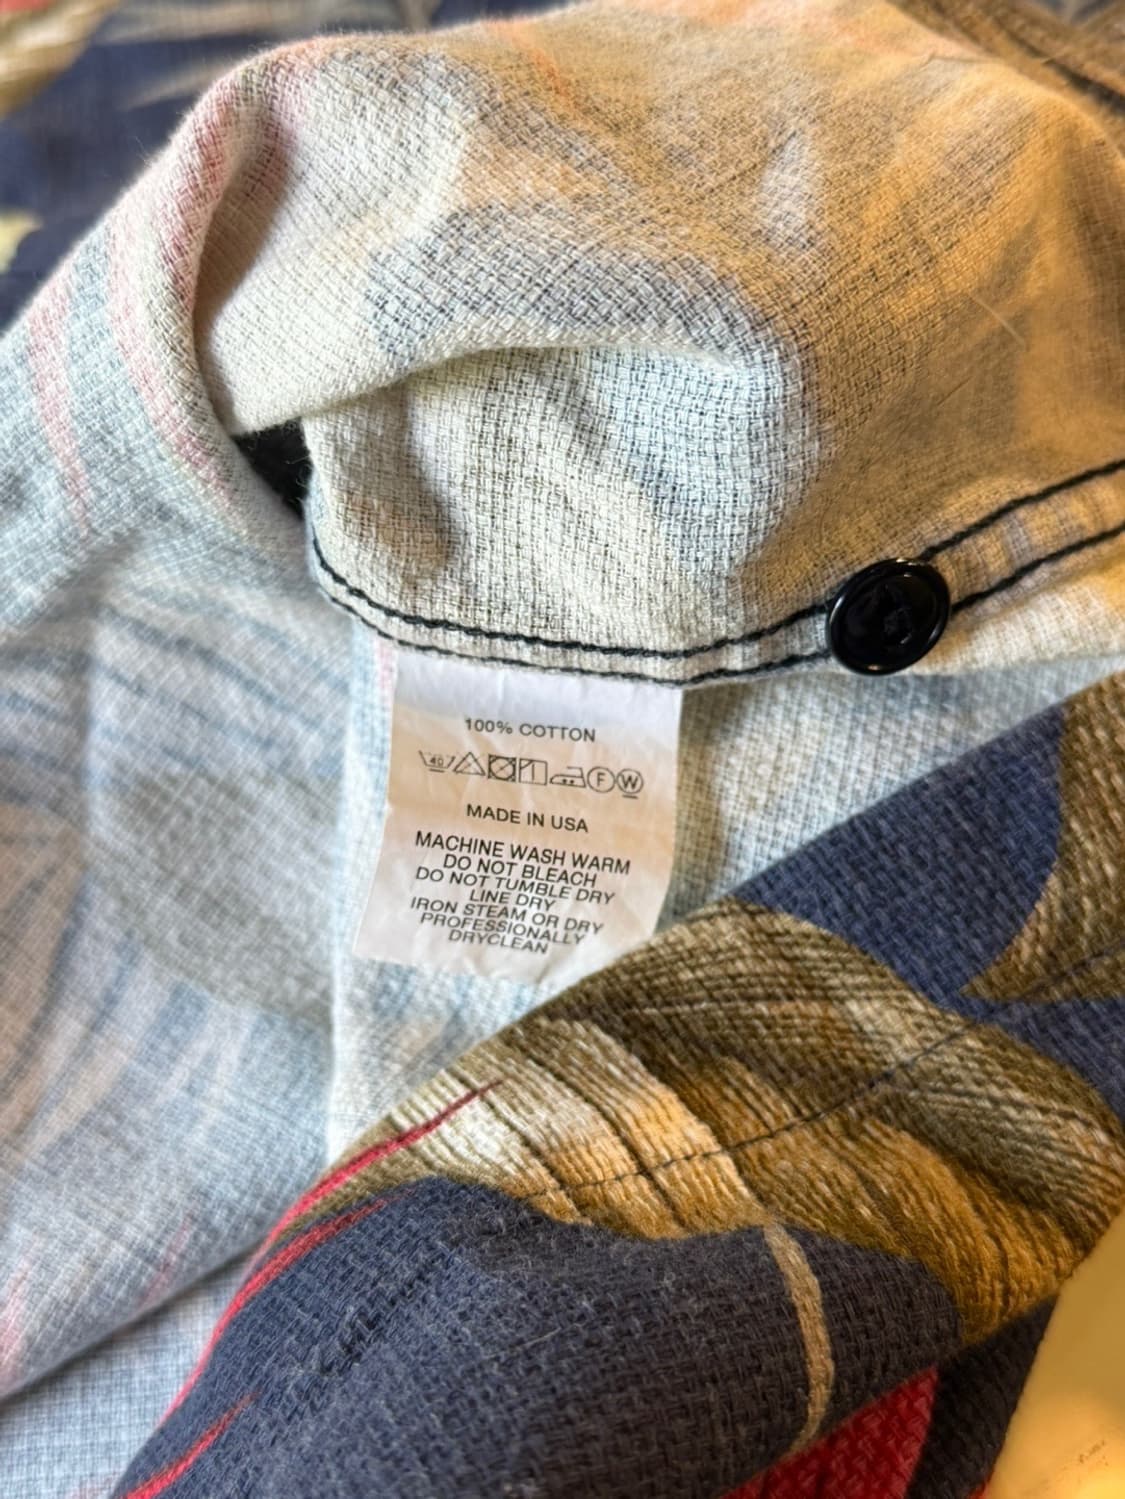 100% COTTON
40 F W
MADE IN USA
MACHINE WASH WARM
DO NOT BLEACH
DO NOT TUMBLE DRY
LINE DRY
IRON STEAM OR DRY
PROFESSIONALLY
DRYCLEAN